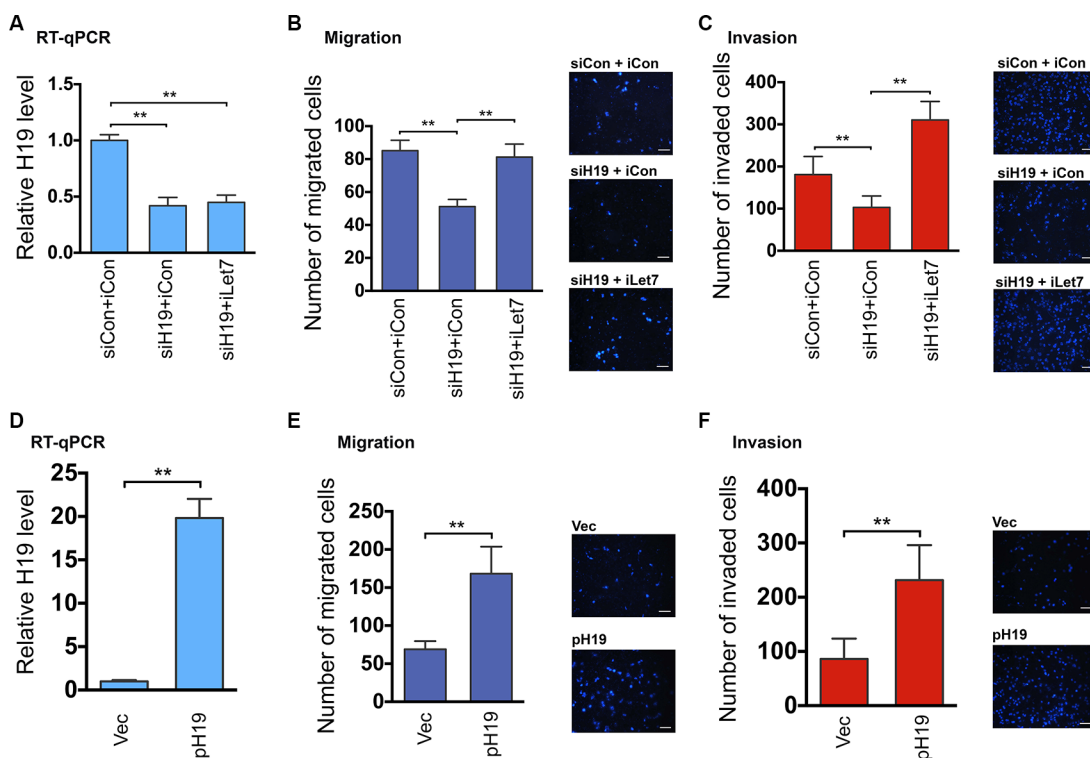 A
RT-qPCR
Relative H19 level
1.5
1.0
0.5
0.0
**
**
siCon+iCon
siH19+iCon
siH19+iLet7
B
Migration
Number of migrated cells
100
80
60
40
20
0
**
**
siCon+iCon
siH19+iCon
siH19+iLet7
siCon + iCon
siH19 + iCon
siH19 + iLet7
C
Invasion
Number of invaded cells
400
300
200
100
0
**
**
siCon+iCon
siH19+iCon
siH19+iLet7
siCon + iCon
siH19 + iCon
siH19 + iLet7
D
RT-qPCR
Relative H19 level
25
20
15
10
5
0
**
Vec
pH19
E
Migration
Number of migrated cells
250
200
150
100
50
0
**
Vec
pH19
Vec
pH19
F
Invasion
Number of invaded cells
400
300
200
100
0
**
Vec
pH19
Vec
pH19